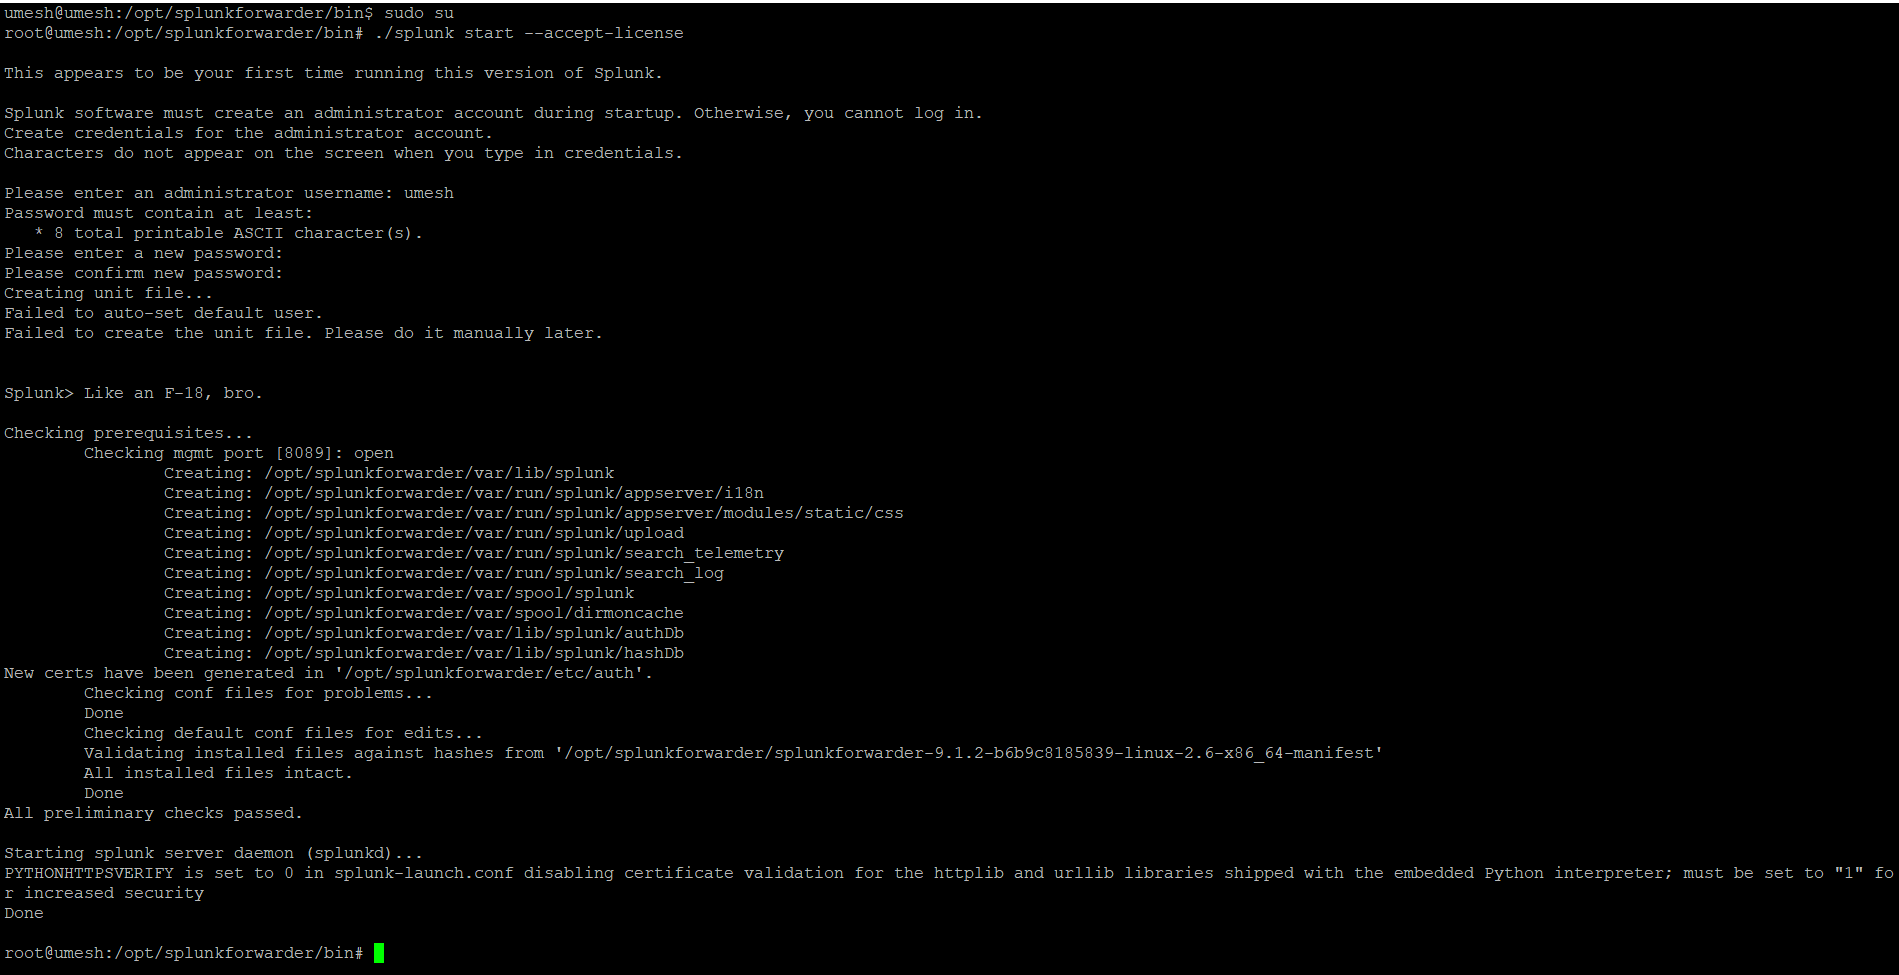 umesh@umesh:/opt/splunkforwarder/bin$ sudo su
root@umesh:/opt/splunkforwarder/bin# ./splunk start --accept-license
This appears to be your first time running this version of Splunk.
Splunk software must create an administrator account during startup. Otherwise, you cannot log in.
Create credentials for the administrator account.
Characters do not appear on the screen when you type in credentials.
Please enter an administrator username: umesh
Password must contain at least:
   * 8 total printable ASCII character(s).
Please enter a new password:
Please confirm new password:
Creating unit file...
Failed to auto-set default user.
Failed to create the unit file. Please do it manually later.
Splunk> Like an F-18, bro.
Checking prerequisites...
        Checking mgmt port [8089]: open
                Creating: /opt/splunkforwarder/var/lib/splunk
                Creating: /opt/splunkforwarder/var/run/splunk/appserver/i18n
                Creating: /opt/splunkforwarder/var/run/splunk/appserver/modules/static/css
                Creating: /opt/splunkforwarder/var/run/splunk/upload
                Creating: /opt/splunkforwarder/var/run/splunk/search_telemetry
                Creating: /opt/splunkforwarder/var/run/splunk/search_log
                Creating: /opt/splunkforwarder/var/spool/splunk
                Creating: /opt/splunkforwarder/var/spool/dirmoncache
                Creating: /opt/splunkforwarder/var/lib/splunk/authDb
                Creating: /opt/splunkforwarder/var/lib/splunk/hashDb
New certs have been generated in '/opt/splunkforwarder/etc/auth'.
        Checking conf files for problems...
        Done
        Checking default conf files for edits...
        Validating installed files against hashes from '/opt/splunkforwarder/splunkforwarder-9.1.2-b6b9c8185839-linux-2.6-x86_64-manifest'
        All installed files intact.
        Done
All preliminary checks passed.
Starting splunk server daemon (splunkd)...
PYTHONHTTPSVERIFY is set to 0 in splunk-launch.conf disabling certificate validation for the httplib and urllib libraries shipped with the embedded Python interpreter; must be set to "1" fo
r increased security
Done
root@umesh:/opt/splunkforwarder/bin#